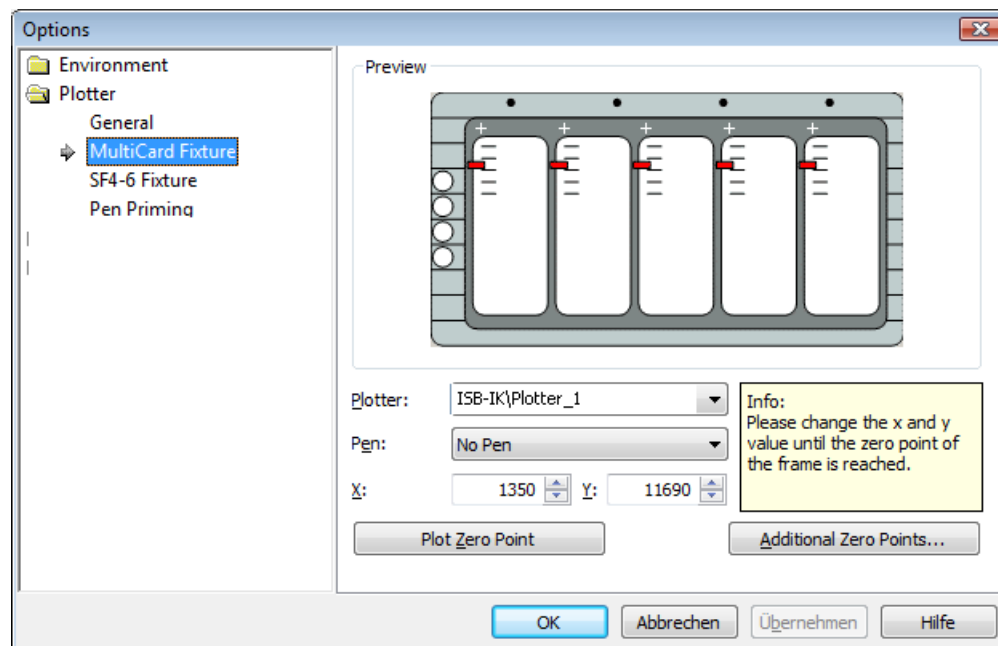 Options
Environment
Plotter
General
MultiCard Fixture
SF4-6 Fixture
Pen Priming
Preview
Plotter:
ISB-IK\Plotter_1
Pen:
No Pen
X:
1350
Y:
11690
Info:
Please change the x and y
value until the zero point of
the frame is reached.
Plot Zero Point
Additional Zero Points...
OK
Abbrechen
Übernehmen
Hilfe